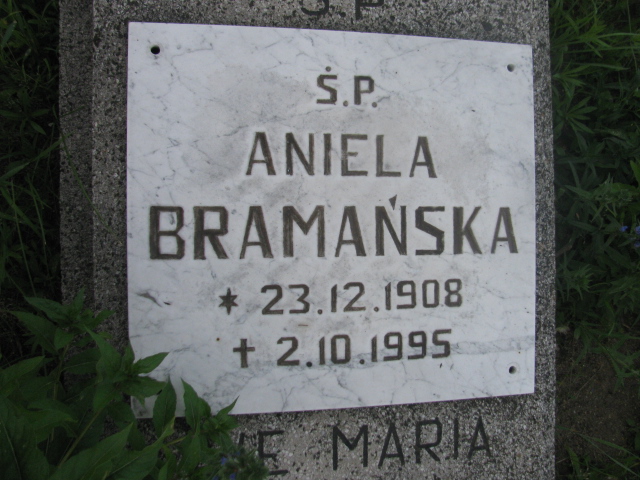 Ś.P.
Ś.P.
ANIELA
BRAMAŃSKA
* 23.12.1908
✝ 2.10.1995
MARIA